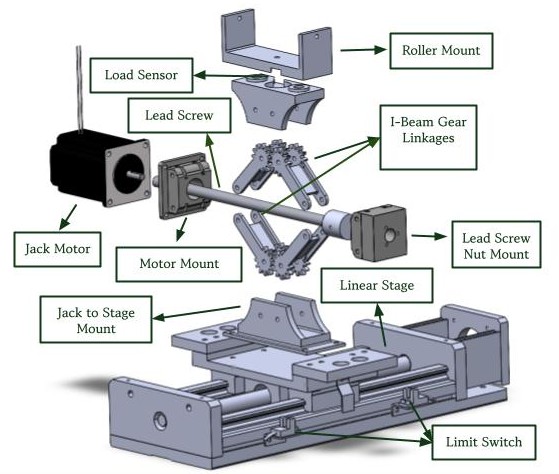 Roller Mount
Load Sensor
Lead Screw
I-Beam Gear
Linkages
Jack Motor
Motor Mount
Lead Screw
Nut Mount
Linear Stage
Jack to Stage
Mount
Limit Switch